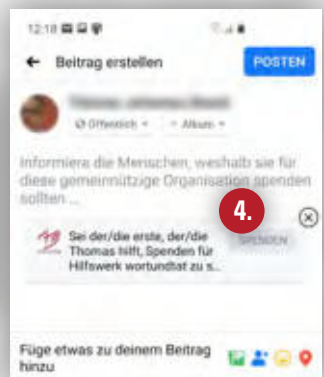 12:18
Beitrag erstellen
POSTEN
Öffentlich
Album
Informiere die Menschen, weshalb sie für
diese gemeinnützige Organisation spenden
sollten ...
4.
Sei der/die erste, der/die
Thomas hilft, Spenden für
Hilfswerk wortundtat zu s...
SPENDEN
Füge etwas zu deinem Beitrag
hinzu